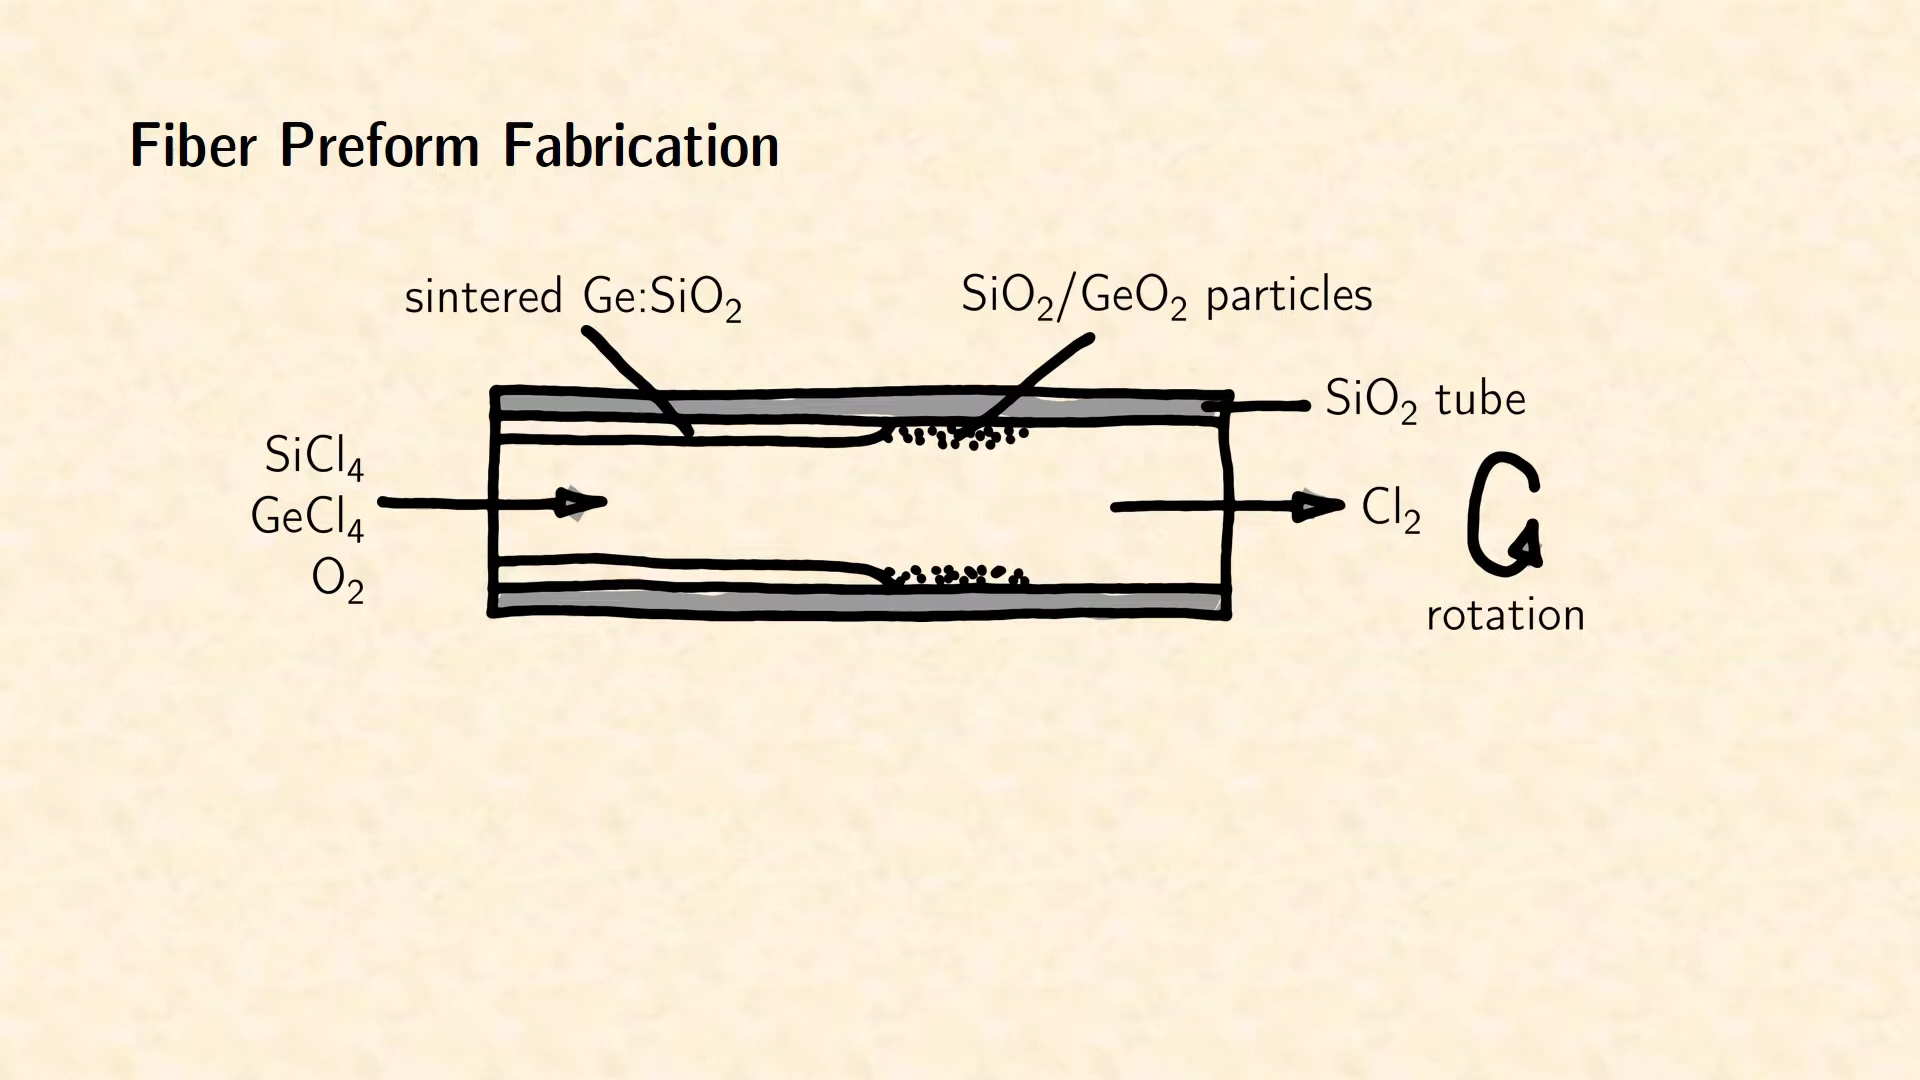 Fiber Preform Fabrication
sintered Ge:SiO₂
SiO₂/GeO₂ particles
SiO₂ tube
SiCl₄
GeCl₄
O₂
Cl₂
rotation